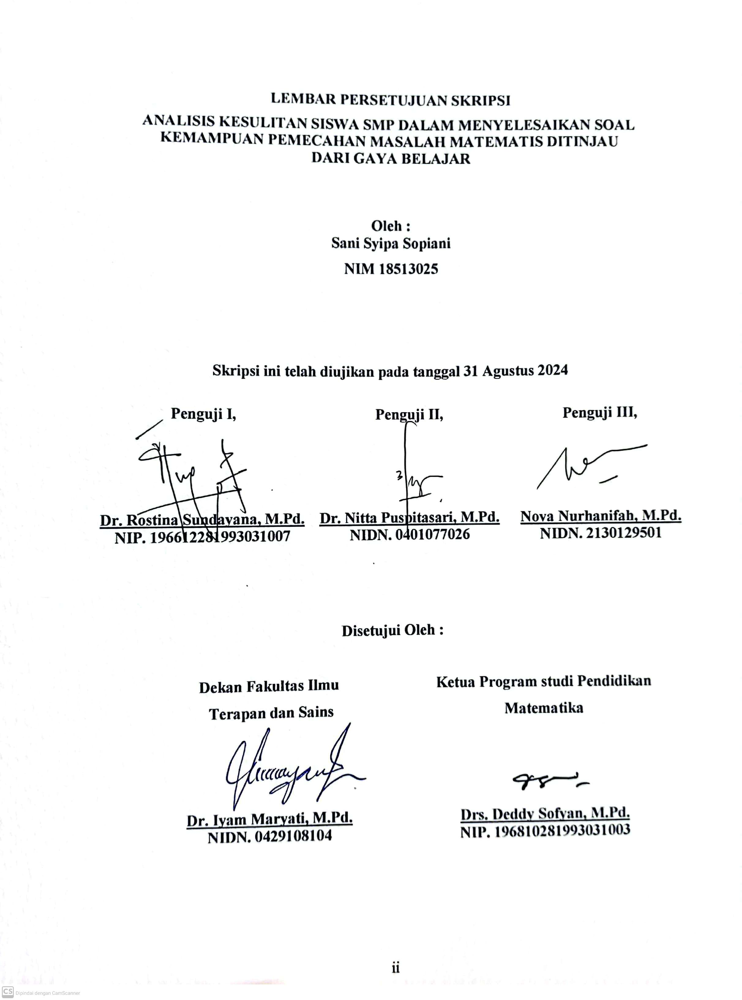 LEMBAR PERSETUJUAN SKRIPSI
ANALISIS KESULITAN SISWA SMP DALAM MENYELESAIKAN SOAL
KEMAMPUAN PEMECAHAN MASALAH MATEMATIS DITINJAU
DARI GAYA BELAJAR
Oleh :
Sani Syipa Sopiani
NIM 18513025
Skripsi ini telah diujikan pada tanggal 31 Agustus 2024
Penguji I,
Dr. Rostina Sundayana, M.Pd.
NIP. 196612281993031007
Penguji II,
Dr. Nitta Puspitasari, M.Pd.
NIDN. 0401077026
Penguji III,
Nova Nurhanifah, M.Pd.
NIDN. 2130129501
Disetujui Oleh :
Dekan Fakultas Ilmu
Terapan dan Sains
Dr. Iyam Maryati, M.Pd.
NIDN. 0429108104
Ketua Program studi Pendidikan
Matematika
Drs. Deddy Sofyan, M.Pd.
NIP. 196810281993031003
ii
CS Dipindai dengan CamScanner